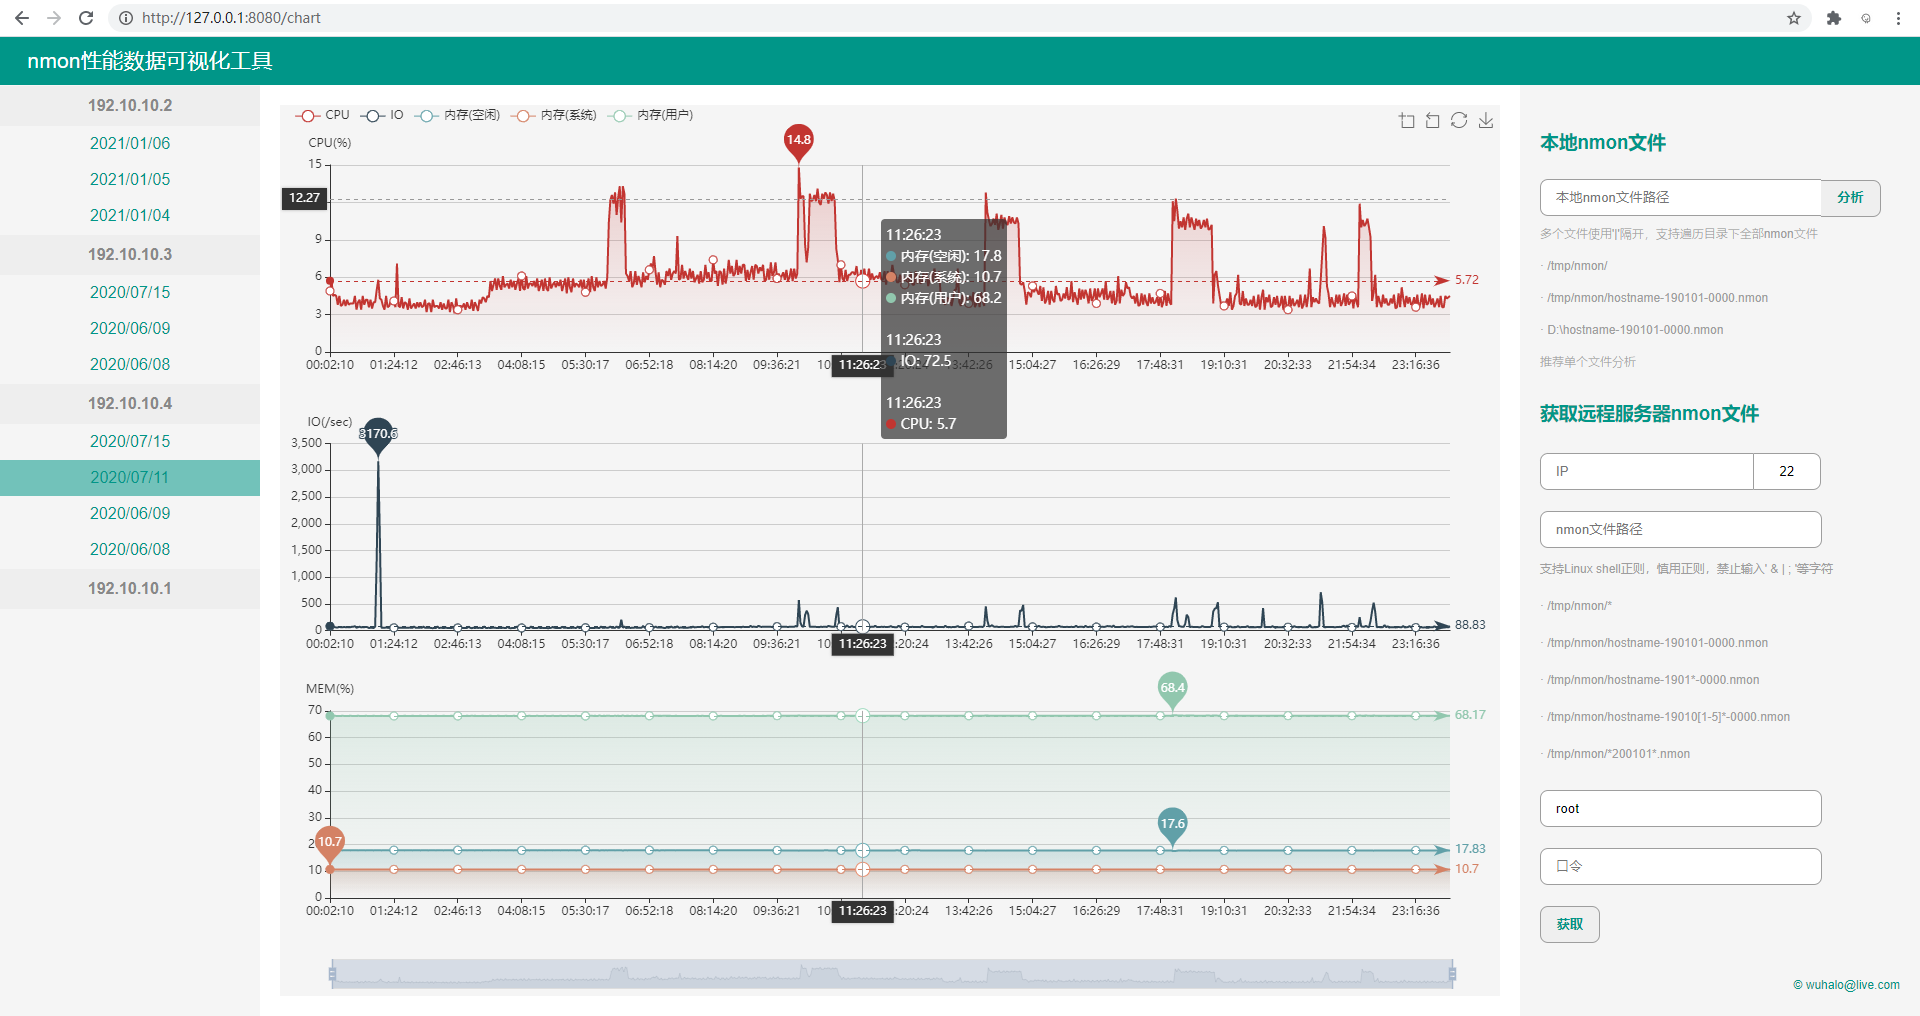 http://127.0.0.1:8080/chart
nmon性能数据可视化工具
192.10.10.2
2021/01/06
2021/01/05
2021/01/04
192.10.10.3
2020/07/15
2020/06/09
2020/06/08
192.10.10.4
2020/07/15
2020/07/11
2020/06/09
2020/06/08
192.10.10.1
CPU IO 内存(空闲) 内存(系统) 内存(用户)
CPU(%)
14.8
15
12.27
9
6
3
0
5.72
00:02:10 01:24:12 02:46:13 04:08:15 05:30:17 06:52:18 08:14:20 09:36:21 10 11:26:23 13:42:26 15:04:27 16:26:29 17:48:31 19:10:31 20:32:33 21:54:34 23:16:36
11:26:23
内存(空闲): 17.8
内存(系统): 10.7
内存(用户): 68.2
11:26:23
IO: 72.5
11:26:23
CPU: 5.7
IO(/sec)
3170.6
3,500
3,000
2,500
2,000
1,500
1,000
500
0
88.83
00:02:10 01:24:12 02:46:13 04:08:15 05:30:17 06:52:18 08:14:20 09:36:21 10 11:26:23 :20:24 13:42:26 15:04:27 16:26:29 17:48:31 19:10:31 20:32:33 21:54:34 23:16:36
MEM(%)
68.4
70
68.17
60
50
40
30
17.6
2
10.7
17.83
10
10.7
0
00:02:10 01:24:12 02:46:13 04:08:15 05:30:17 06:52:18 08:14:20 09:36:21 10 11:26:23 :20:24 13:42:26 15:04:27 16:26:29 17:48:31 19:10:31 20:32:33 21:54:34 23:16:36
本地nmon文件
本地nmon文件路径 分析
多个文件使用'|'隔开，支持遍历目录下全部nmon文件
· /tmp/nmon/
· /tmp/nmon/hostname-190101-0000.nmon
· D:\hostname-190101-0000.nmon
推荐单个文件分析
获取远程服务器nmon文件
IP 22
nmon文件路径
支持Linux shell正则，慎用正则，禁止输入' & | ; '等字符
· /tmp/nmon/*
· /tmp/nmon/hostname-190101-0000.nmon
· /tmp/nmon/hostname-1901*-0000.nmon
· /tmp/nmon/hostname-19010[1-5]*-0000.nmon
· /tmp/nmon/*200101*.nmon
root
口令
获取
© wuhalo@live.com